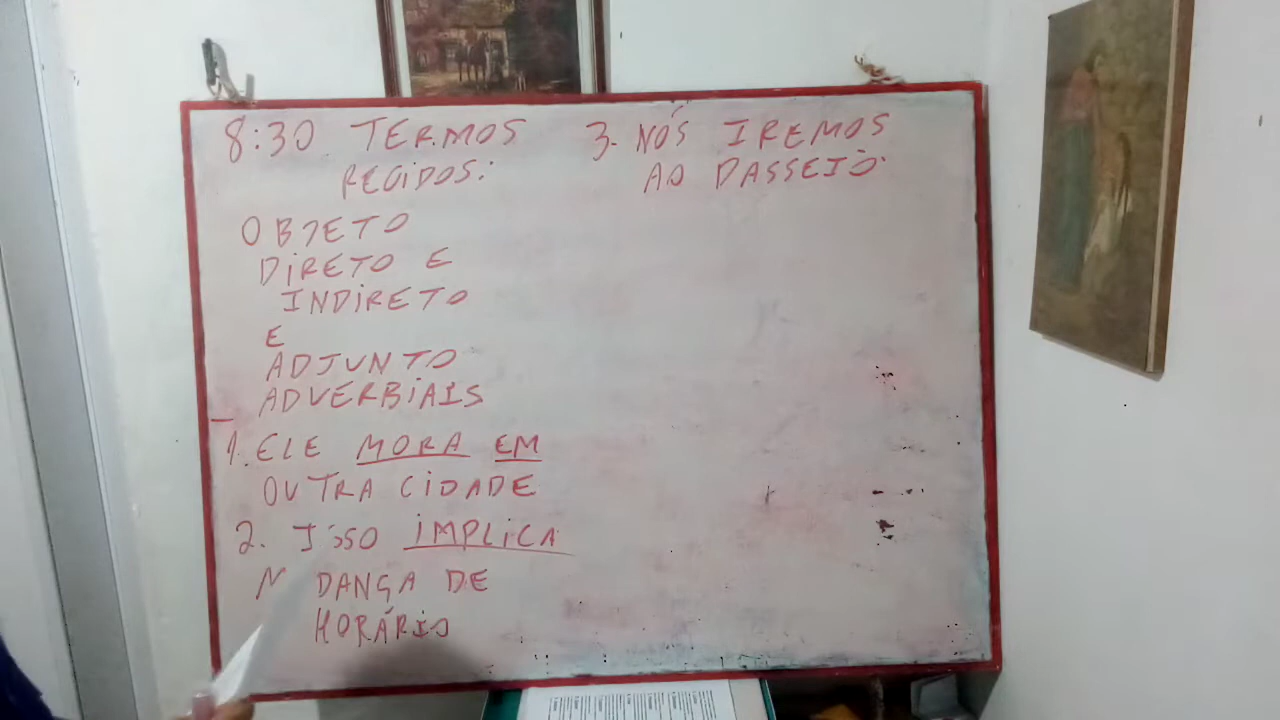 8:30 TERMOS
REGIDOS:
OBJETO
DIRETO E
INDIRETO
E
ADJUNTO
ADVERBIAIS
1. ELE MORA EM
OUTRA CIDADE
2. ISSO IMPLICA
DANÇA DE
HORÁRIO
3. NÓS IREMOS
AO PASSEIO.